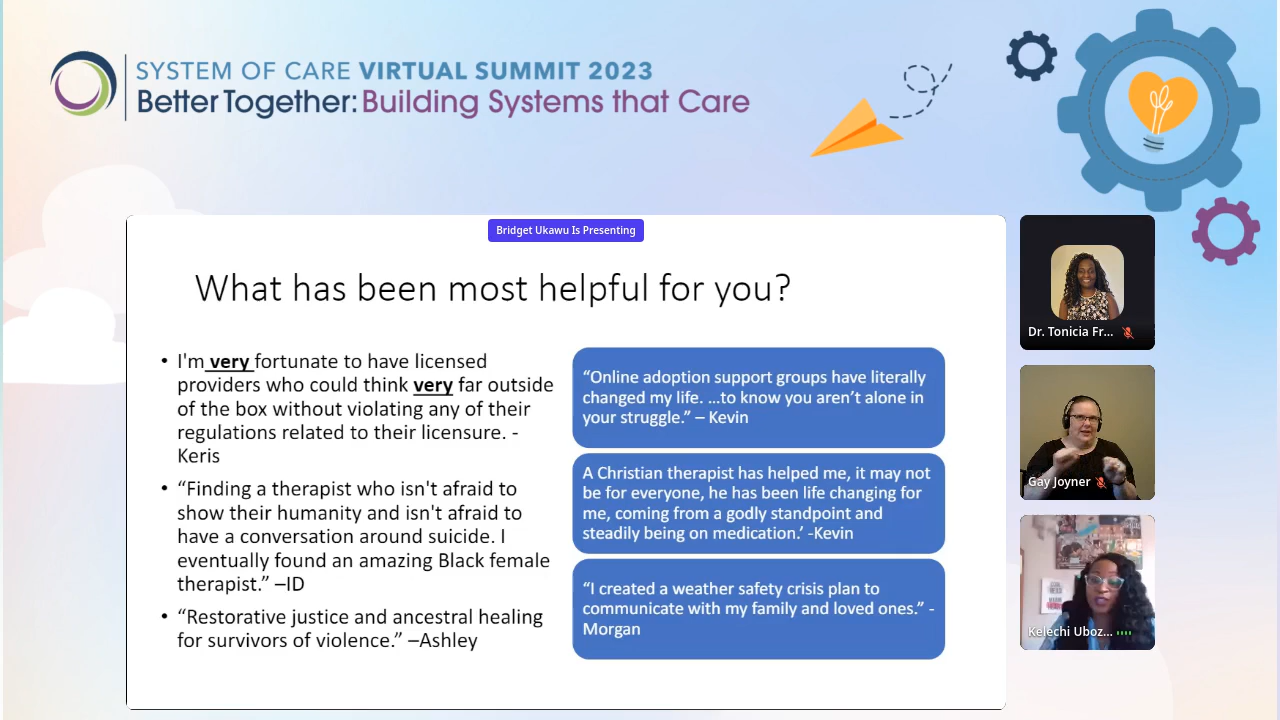 SYSTEM OF CARE VIRTUAL SUMMIT 2023
Better Together: Building Systems that Care
Bridget Ukawu Is Presenting
What has been most helpful for you?
• I'm very fortunate to have licensed
providers who could think very far outside
of the box without violating any of their
regulations related to their licensure. -
Keris
• “Finding a therapist who isn't afraid to
show their humanity and isn't afraid to
have a conversation around suicide. I
eventually found an amazing Black female
therapist.” –ID
• “Restorative justice and ancestral healing
for survivors of violence.” –Ashley
“Online adoption support groups have literally
changed my life. …to know you aren’t alone in
your struggle.” – Kevin
A Christian therapist has helped me, it may not
be for everyone, he has been life changing for
me, coming from a godly standpoint and
steadily being on medication.’ -Kevin
“I created a weather safety crisis plan to
communicate with my family and loved ones.” -
Morgan
Dr. Tonicia Fr...
Gay Joyner
Kelechi Uboz...